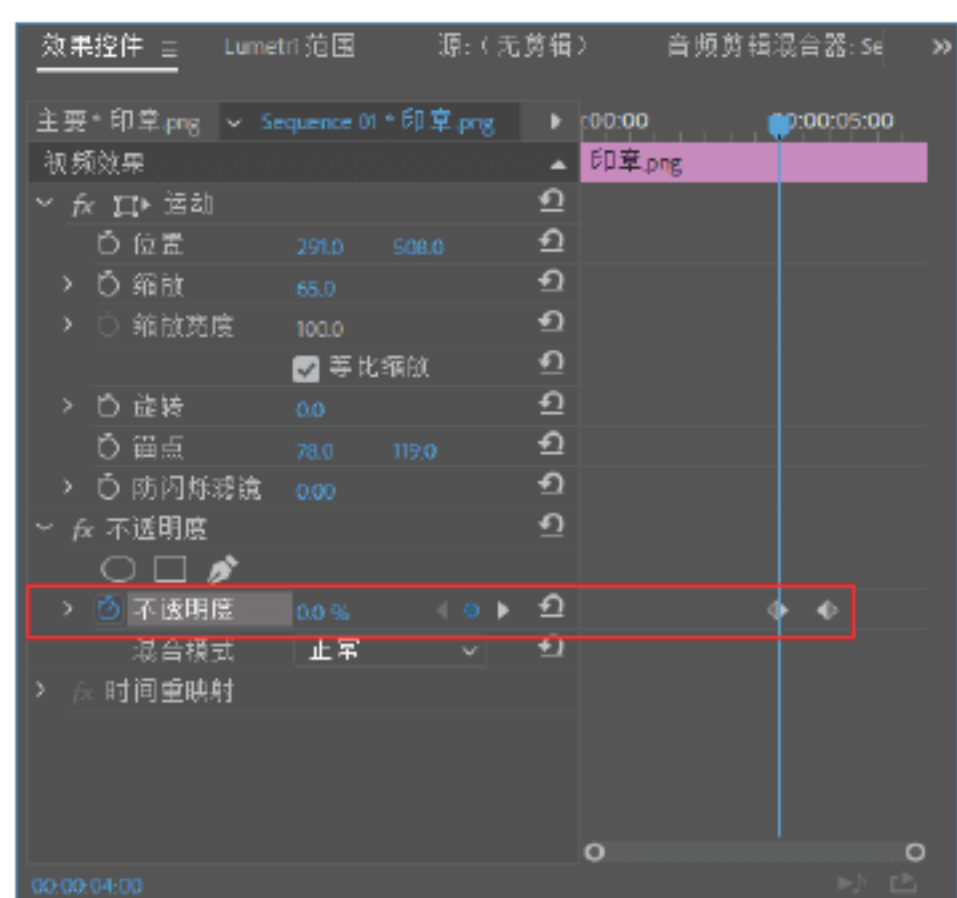 效果控件 Lumetri 范围 源:（无剪辑） 音频剪辑混合器: Se »
主要 * 印章.png Sequence 01 * 印章.png :00:00 00:00:05:00
视频效果 印章.png
fx 运动
位置 291.0 508.0
缩放 65.0
缩放宽度 100.0
等比缩放
旋转 0.0
锚点 78.0 119.0
防闪烁滤镜 0.00
fx 不透明度
不透明度 0.0 %
混合模式 正常
fx 时间重映射
00:00:04:00